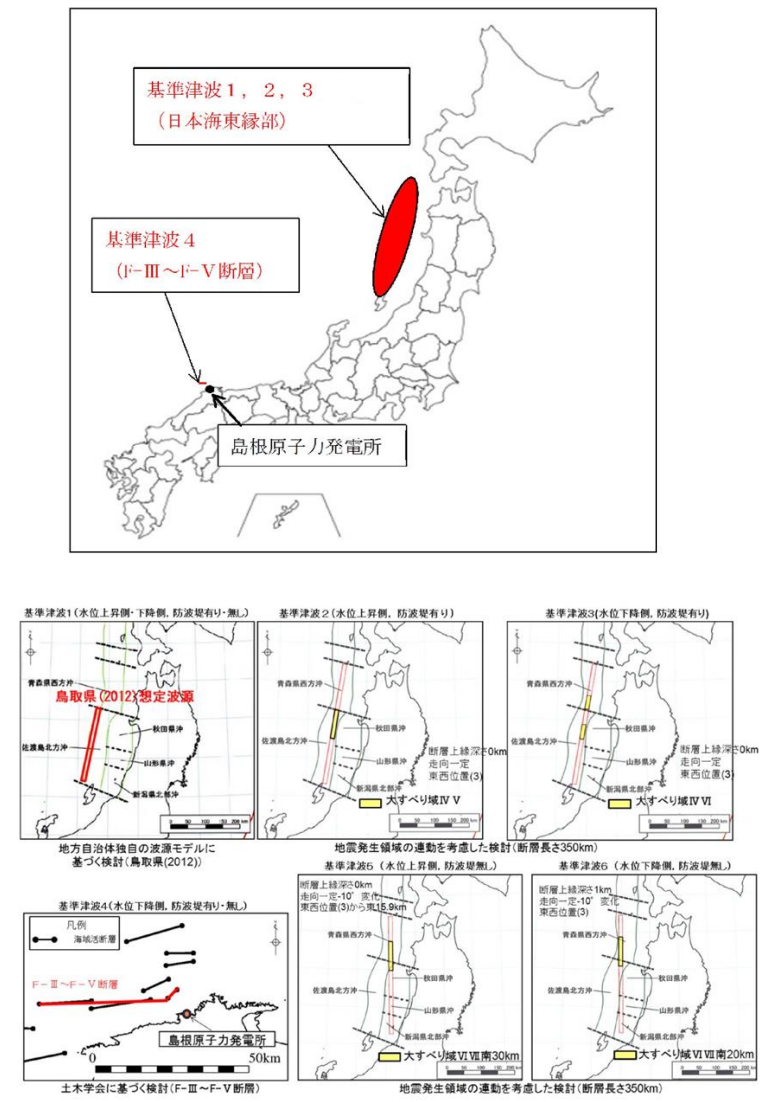 基準津波１，２，３
（日本海東縁部）
基準津波４
（F-Ⅲ～F-Ⅴ断層）
島根原子力発電所
基準津波1（水位上昇側・下降側，防波堤有り・無し）
青森県西方沖
鳥取県(2012)想定波源
秋田県沖
佐渡島北方沖
山形県沖
新潟県北部沖
0 50 100 150 200 km
地方自治体独自の波源モデルに
基づく検討（鳥取県(2012)）
基準津波２（水位上昇側，防波堤有り）
青森県西方沖
秋田県沖
佐渡島北方沖
断層上縁深さ0km
走向一定
東西位置(3)
山形県沖
新潟県北部沖
大すべり域Ⅳ Ⅴ
0 50 100 150 200 km
基準津波3(水位下降側，防波堤有り)
青森県西方沖
秋田県沖
佐渡島北方沖
断層上縁深さ0km
走向一定
東西位置(3)
山形県沖
新潟県北部沖
大すべり域Ⅳ Ⅵ
0 50 100 150 200 km
地震発生領域の連動を考慮した検討（断層長さ350km）
基準津波4(水位下降側，防波堤有り・無し)
凡例
海域活断層
F-Ⅲ～F-Ⅴ断層
島根原子力発電所
0 50km
土木学会に基づく検討（F-Ⅲ～F-Ⅴ断層）
基準津波5 （水位上昇側，防波堤無し）
断層上縁深さ0km
走向一定-10°変化
東西位置(3)から東15.9km
青森県西方沖
秋田県沖
佐渡島北方沖
山形県沖
新潟県北部沖
大すべり域Ⅵ Ⅶ南30km
基準津波6 （水位下降側，防波堤無し）
断層上縁深さ1km
走向一定-10°変化
東西位置(3)
青森県西方沖
秋田県沖
佐渡島北方沖
山形県沖
新潟県北部沖
大すべり域Ⅵ Ⅶ南20km
地震発生領域の連動を考慮した検討（断層長さ350km）